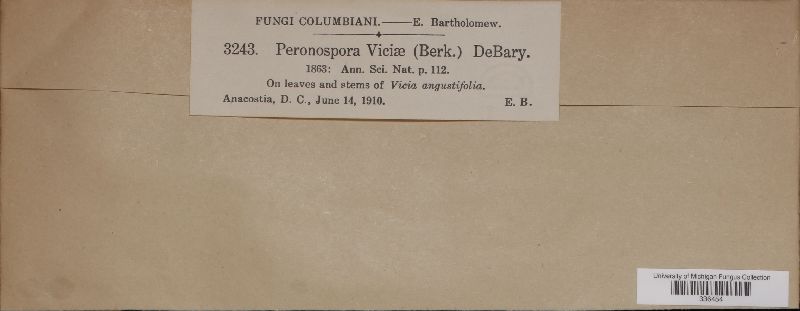 FUNGI COLUMBIANI.——E. Bartholomew.
3243. Peronospora Viciæ (Berk.) DeBary.
1863: Ann. Sci. Nat. p. 112.
On leaves and stems of Vicia angustifolia.
Anacostia, D. C., June 14, 1910. E. B.
University of Michigan Fungus Collection
336454